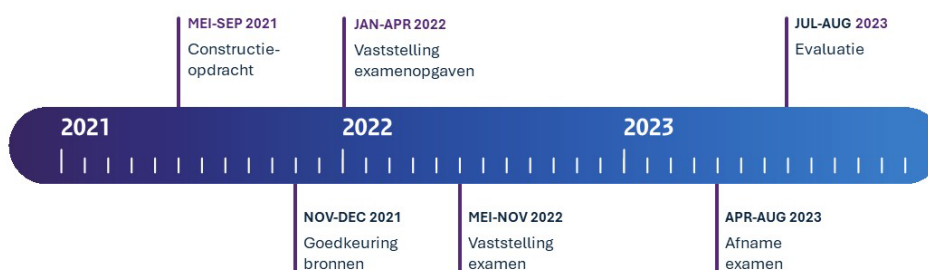 MEI-SEP 2021
Constructie-
opdracht
JAN-APR 2022
Vaststelling
examenopgaven
JUL-AUG 2023
Evaluatie
2021
2022
2023
NOV-DEC 2021
Goedkeuring
bronnen
MEI-NOV 2022
Vaststelling
examen
APR-AUG 2023
Afname
examen